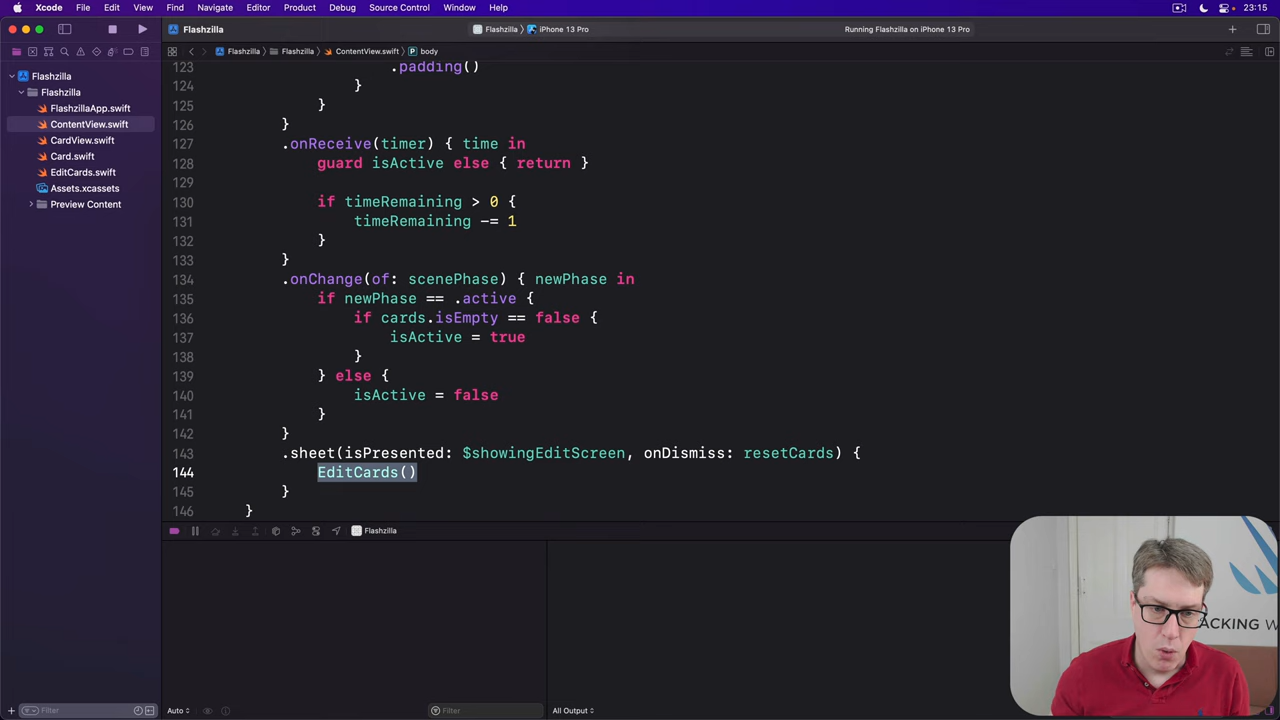 Xcode File Edit View Find Navigate Editor Product Debug Source Control Window Help 23:15
Flashzilla Flashzilla iPhone 13 Pro Running Flashzilla on iPhone 13 Pro
Flashzilla Flashzilla ContentView.swift body
Flashzilla
Flashzilla
FlashzillaApp.swift
ContentView.swift
CardView.swift
Card.swift
EditCards.swift
Assets.xcassets
Preview Content
123 .padding()
124 }
125 }
126 }
127 .onReceive(timer) { time in
128 guard isActive else { return }
129
130 if timeRemaining > 0 {
131 timeRemaining -= 1
132 }
133 }
134 .onChange(of: scenePhase) { newPhase in
135 if newPhase == .active {
136 if cards.isEmpty == false {
137 isActive = true
138 }
139 } else {
140 isActive = false
141 }
142 }
143 .sheet(isPresented: $showingEditScreen, onDismiss: resetCards) {
144 EditCards()
145 }
146 }
Flashzilla
ACKING W
Filter Auto Filter All Output